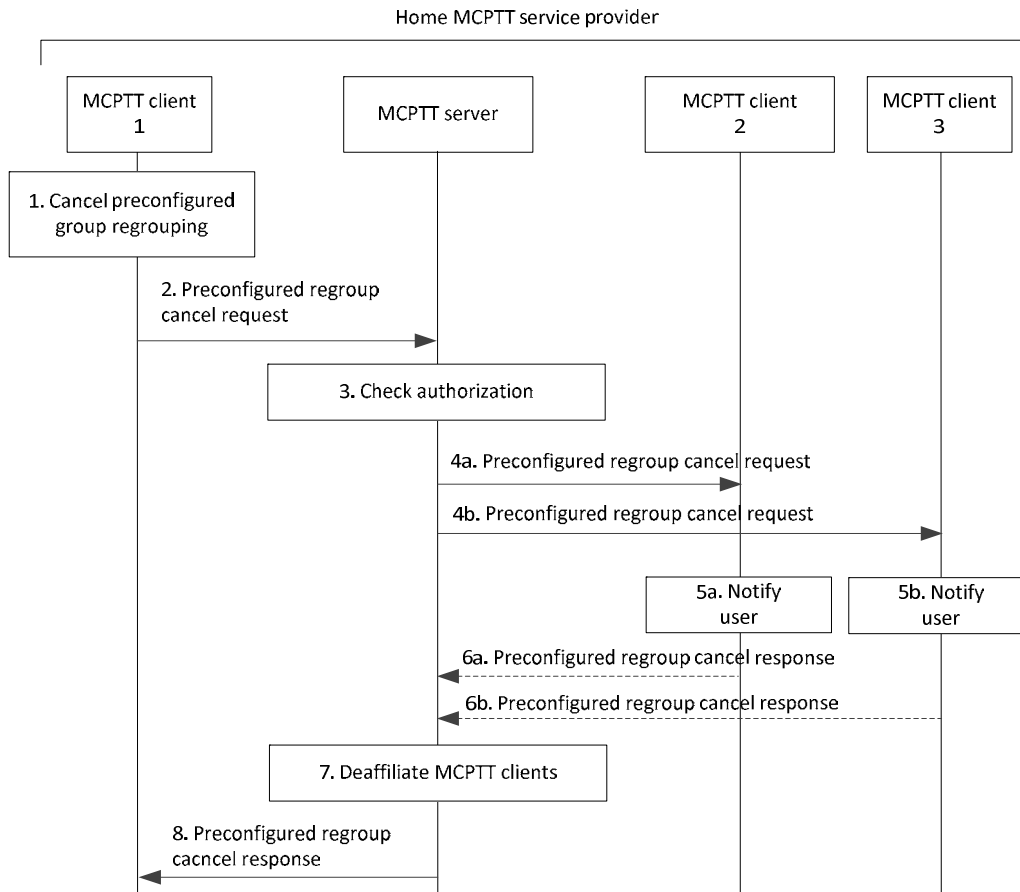 Home MCPTT service provider
MCPTT client
1
MCPTT server
MCPTT client
2
MCPTT client
3
1. Cancel preconfigured
group regrouping
2. Preconfigured regroup
cancel request
3. Check authorization
4a. Preconfigured regroup cancel request
4b. Preconfigured regroup cancel request
5a. Notify
user
5b. Notify
user
6a. Preconfigured regroup cancel response
6b. Preconfigured regroup cancel response
7. Deaffiliate MCPTT clients
8. Preconfigured regroup
cacncel response